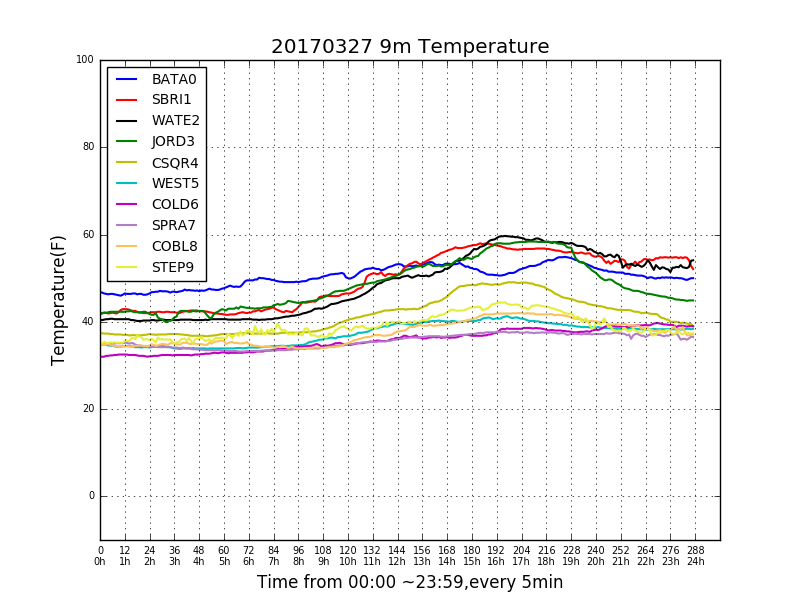 20170327 9m Temperature
100
80
60
40
20
0
Temperature(F)
BATA0
SBRI1
WATE2
JORD3
CSQR4
WEST5
COLD6
SPRA7
COBL8
STEP9
0 12 24 36 48 60 72 84 96 108 120 132 144 156 168 180 192 204 216 228 240 252 264 276 288
0h 1h 2h 3h 4h 5h 6h 7h 8h 9h 10h 11h 12h 13h 14h 15h 16h 17h 18h 19h 20h 21h 22h 23h 24h
Time from 00:00 ~23:59,every 5min